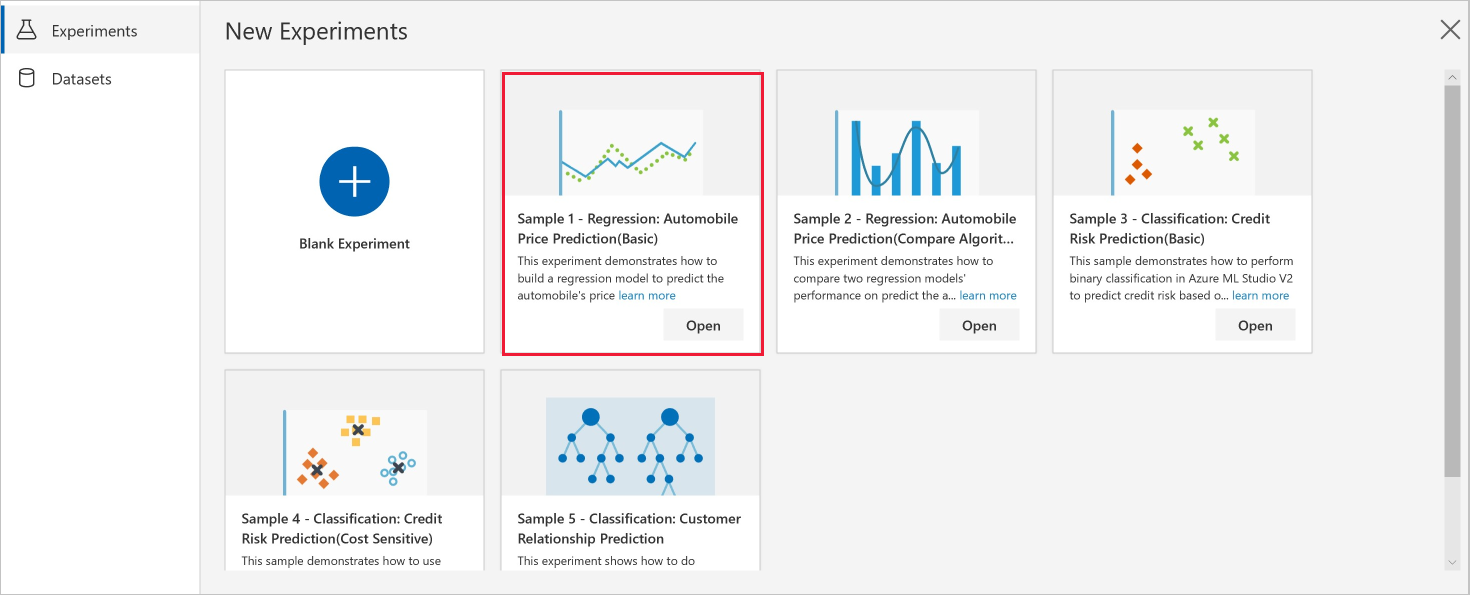 Experiments
Datasets
New Experiments
Blank Experiment
Sample 1 - Regression: Automobile
Price Prediction(Basic)
This experiment demonstrates how to
build a regression model to predict the
automobile's price learn more
Open
Sample 2 - Regression: Automobile
Price Prediction(Compare Algorit...
This experiment demonstrates how to
compare two regression models'
performance on predict the a... learn more
Open
Sample 3 - Classification: Credit
Risk Prediction(Basic)
This sample demonstrates how to perform
binary classification in Azure ML Studio V2
to predict credit risk based o... learn more
Open
Sample 4 - Classification: Credit
Risk Prediction(Cost Sensitive)
This sample demonstrates how to use
Sample 5 - Classification: Customer
Relationship Prediction
This experiment shows how to do